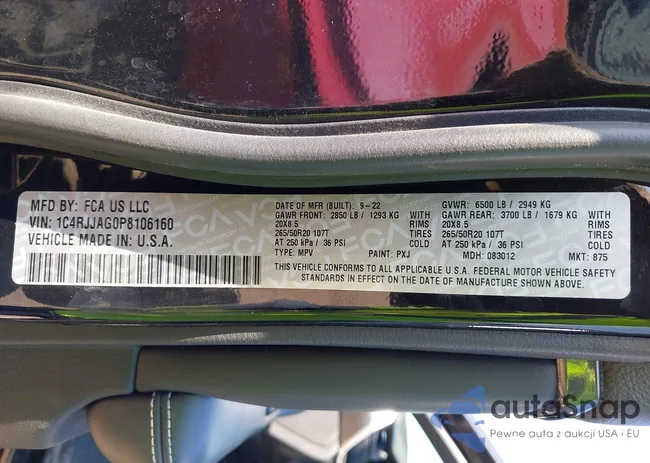 MFD BY: FCA US LLC
VIN: 1C4RJJAG0P8106160
VEHICLE MADE IN U.S.A.
DATE OF MFR (BUILT): 9-22
GAWR FRONT: 2850 LB / 1293 KG WITH
20X8.5 RIMS
265/50R20 107T TIRES
AT 250 kPa / 36 PSI COLD
TYPE: MPV PAINT: PXJ
GVWR: 6500 LB / 2949 KG
GAWR REAR: 3700 LB / 1679 KG WITH
20X8.5 RIMS
265/50R20 107T TIRES
AT 250 kPa / 36 PSI COLD
MDH: 083012 MKT: 875
THIS VEHICLE CONFORMS TO ALL APPLICABLE U.S.A. FEDERAL MOTOR VEHICLE SAFETY
STANDARDS IN EFFECT ON THE DATE OF MANUFACTURE SHOWN ABOVE.
autoSnap
Pewne auta z aukcji USA i EU